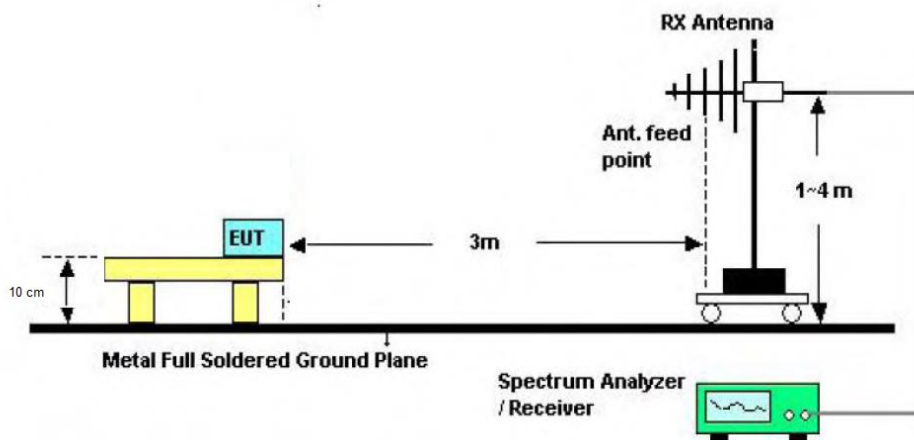 RX Antenna
Ant. feed
point
1~4 m
EUT
3m
10 cm
Metal Full Soldered Ground Plane
Spectrum Analyzer
/ Receiver